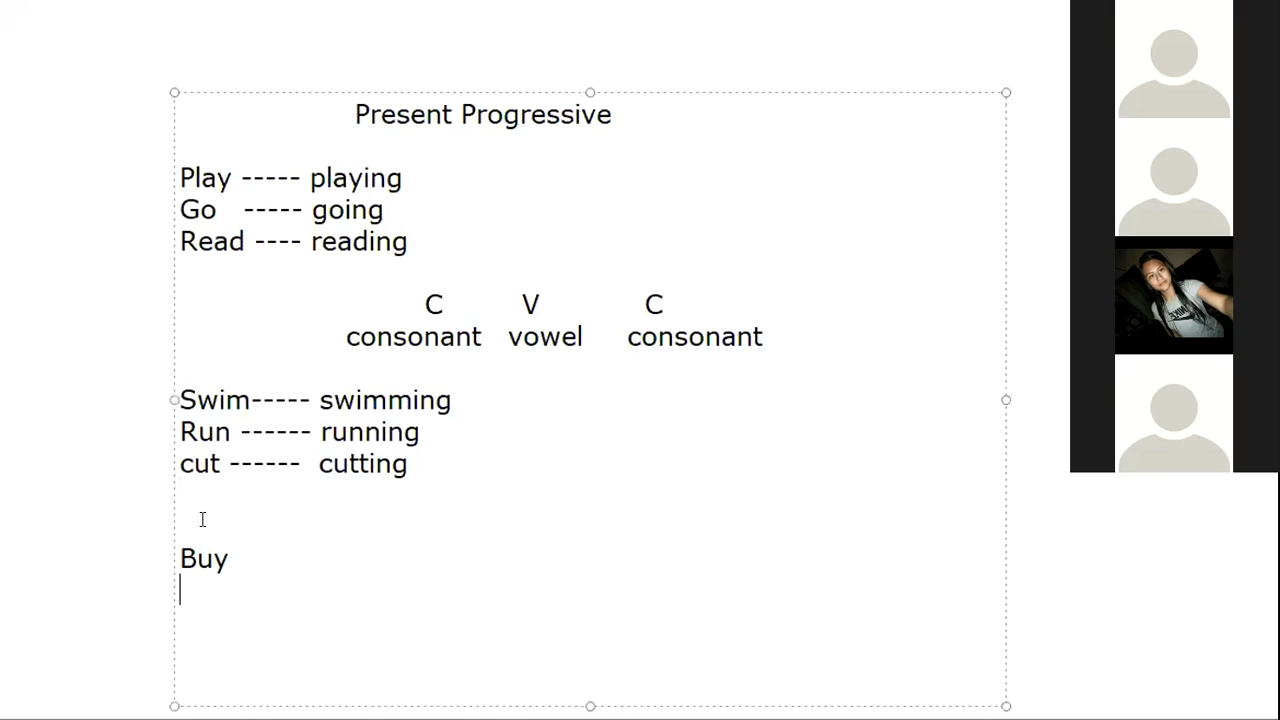 Present Progressive
Play ----- playing
Go ----- going
Read ---- reading
C V C
consonant vowel consonant
Swim----- swimming
Run ------ running
cut ------ cutting
Buy